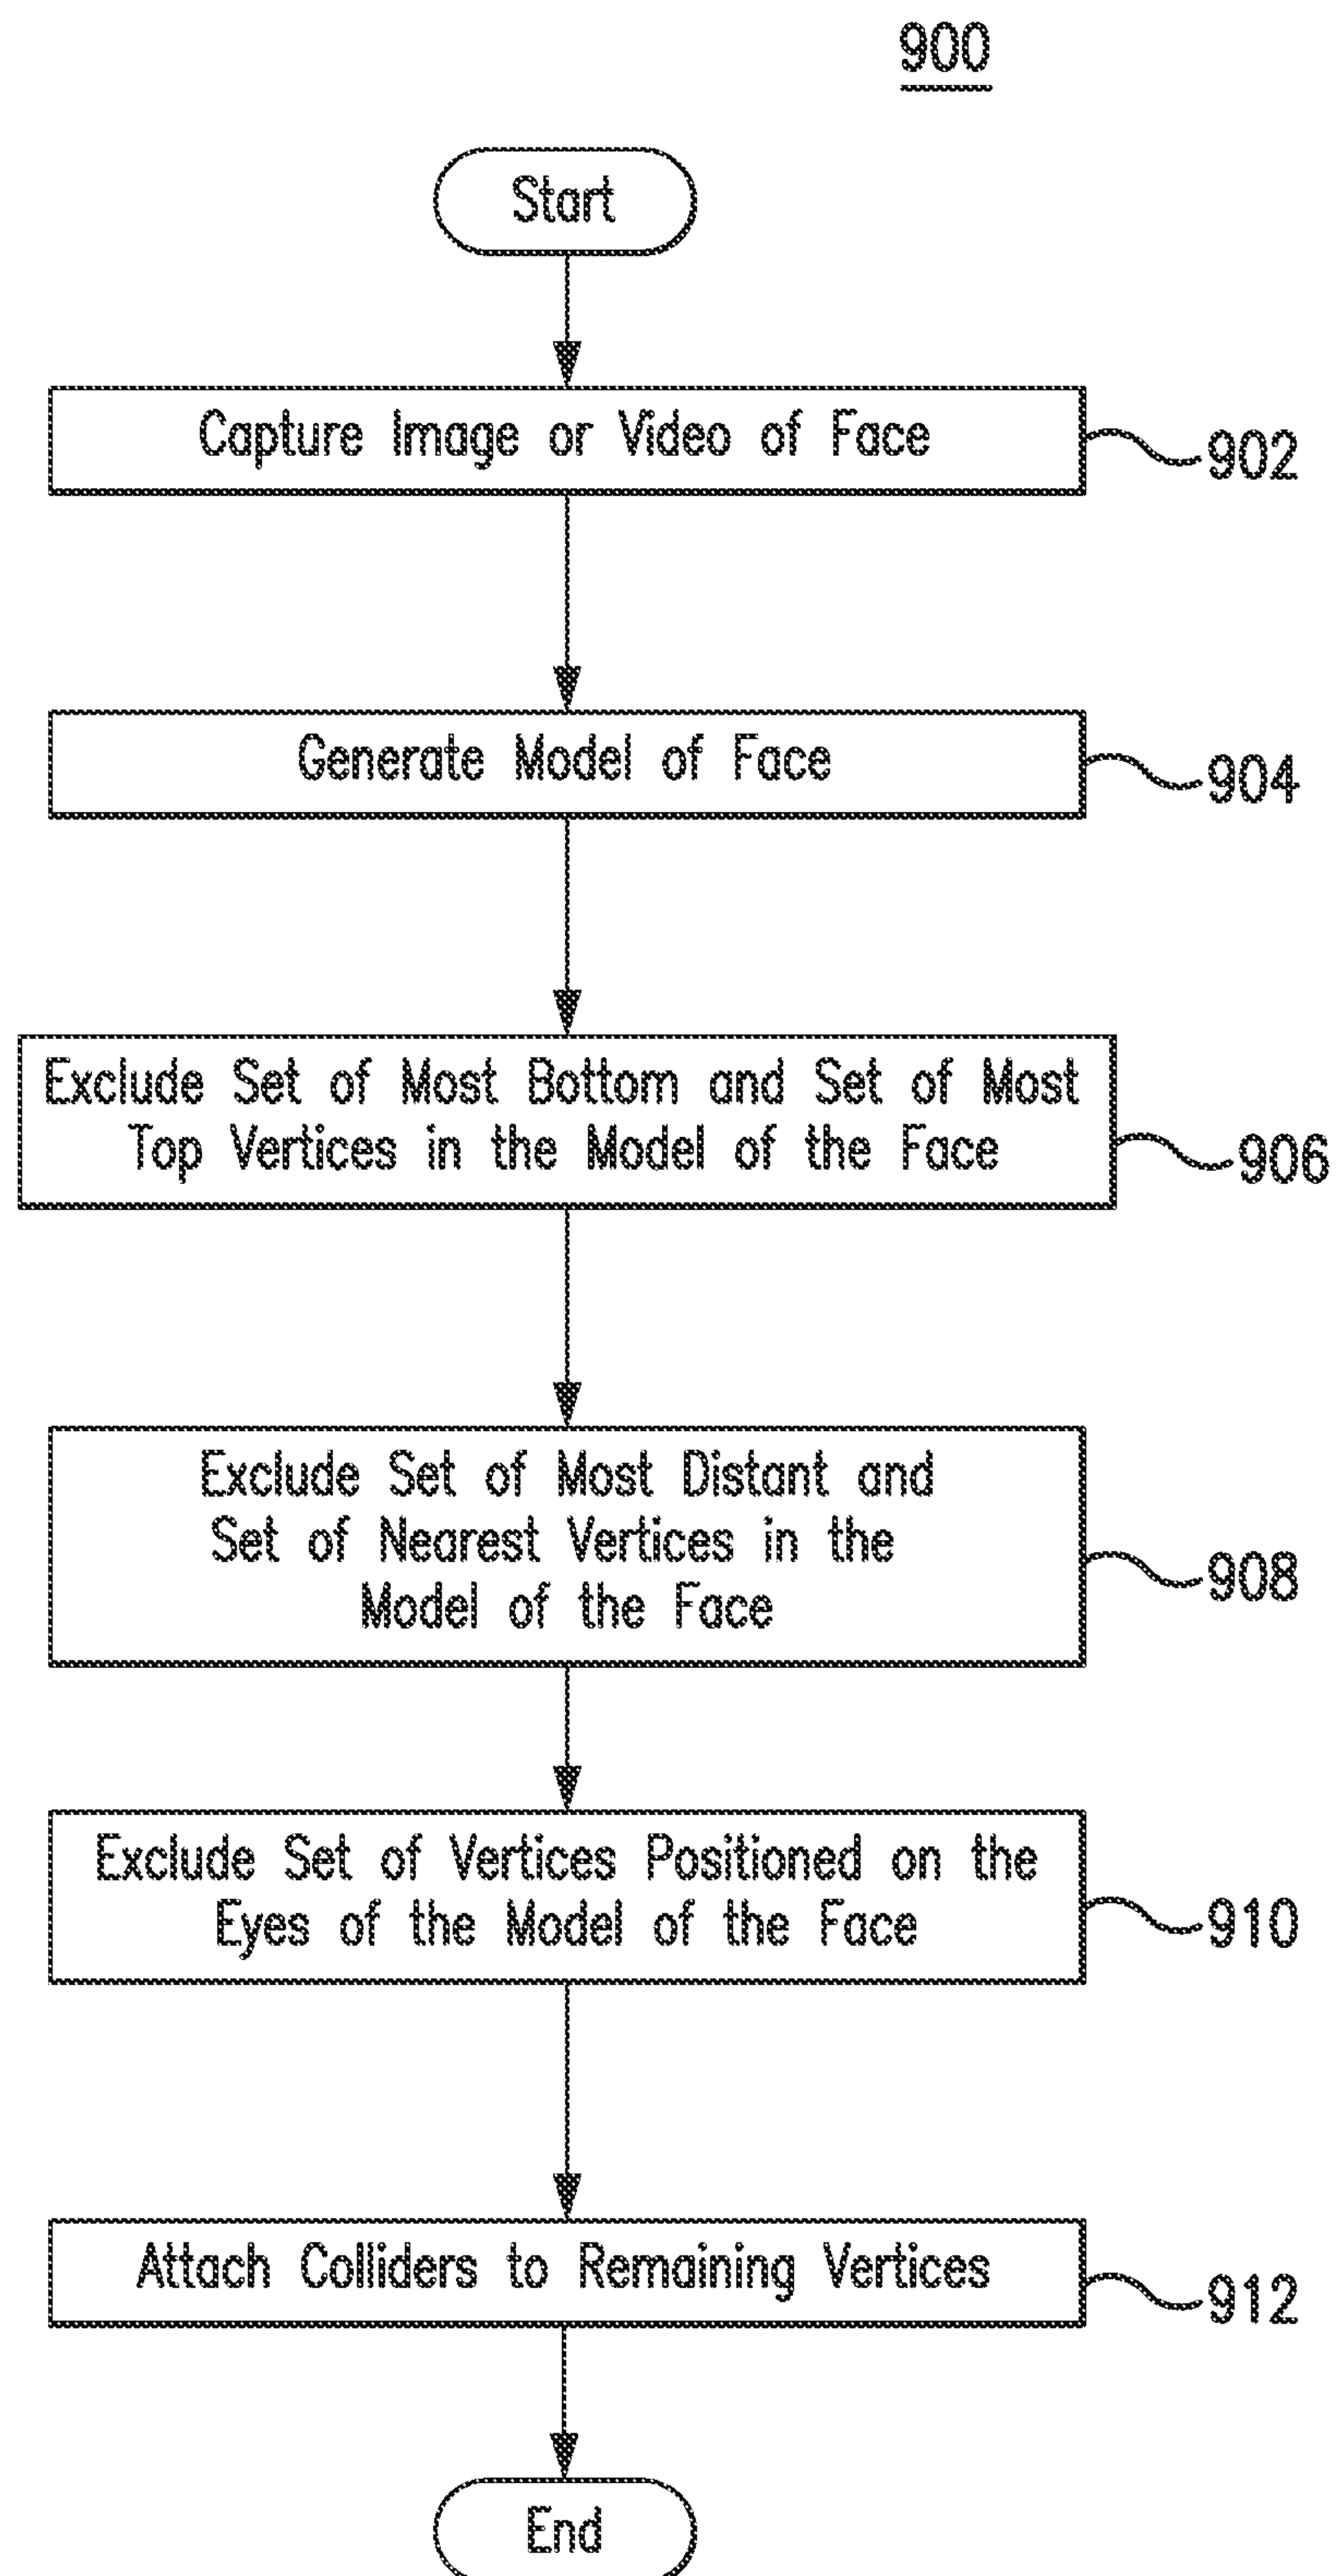 900
Start
Capture Image or Video of Face
902
Generate Model of Face
904
Exclude Set of Most Bottom and Set of Most
Top Vertices in the Model of the Face
906
Exclude Set of Most Distant and
Set of Nearest Vertices in the
Model of the Face
908
Exclude Set of Vertices Positioned on the
Eyes of the Model of the Face
910
Attach Colliders to Remaining Vertices
912
End